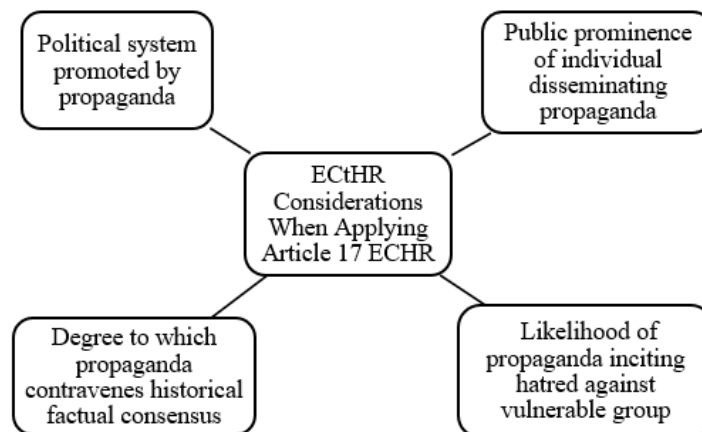 Political system
promoted by
propaganda
Public prominence
of individual
disseminating
propaganda
ECtHR
Considerations
When Applying
Article 17 ECHR
Degree to which
propaganda
contravenes historical
factual consensus
Likelihood of
propaganda inciting
hatred against
vulnerable group